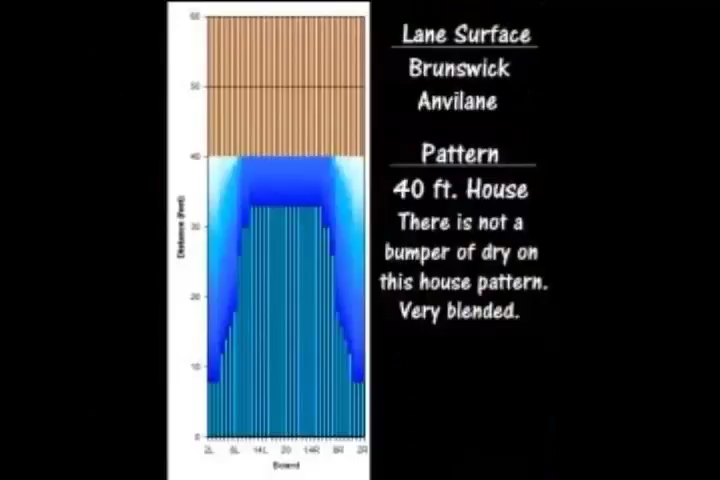 Lane Surface
Brunswick
Anvilane
Pattern
40 ft. House
There is not a
bumper of dry on
this house pattern.
Very blended.
60
50
40
30
20
10
0
Distance (Feet)
2L 8L 14L 20 14R 8R 2R
Board